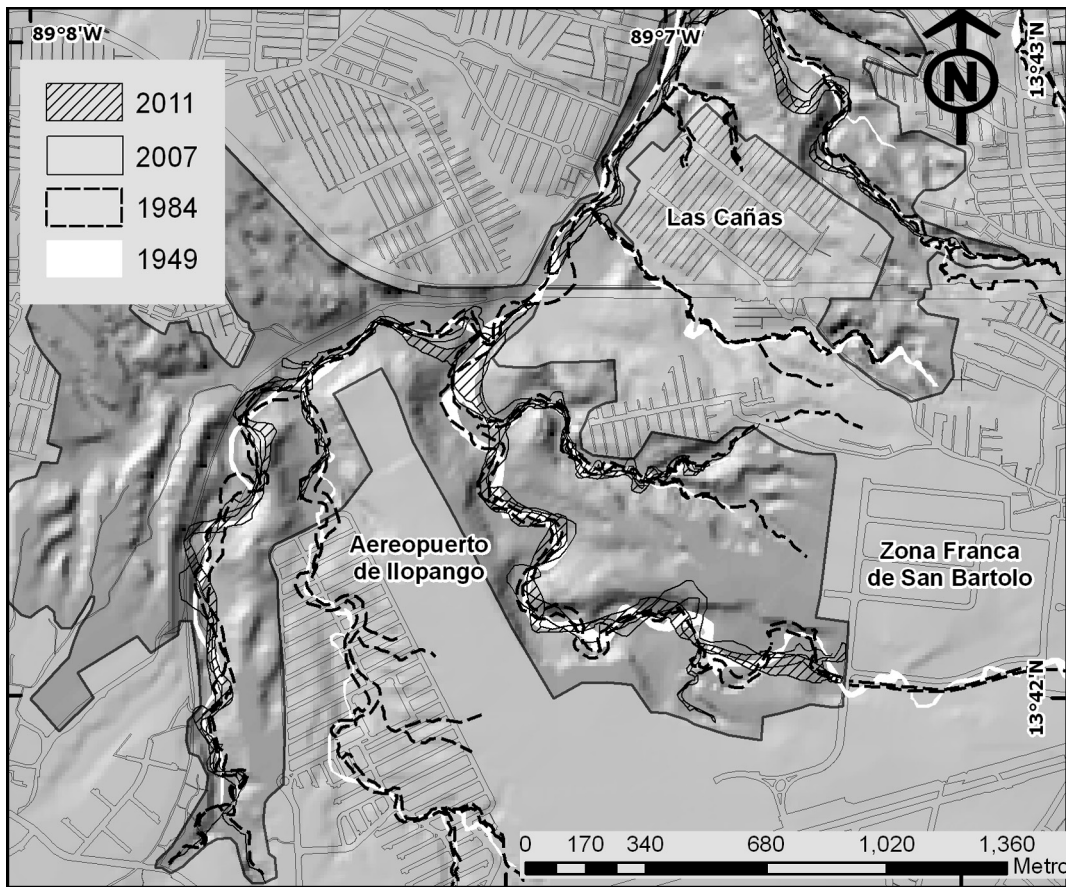 89°8'W
89°7'W
13°43'N
N
2011
2007
1984
1949
Las Cañas
Aereopuerto
de Ilopango
Zona Franca
de San Bartolo
13°42'N
0 170 340 680 1,020 1,360
Metro